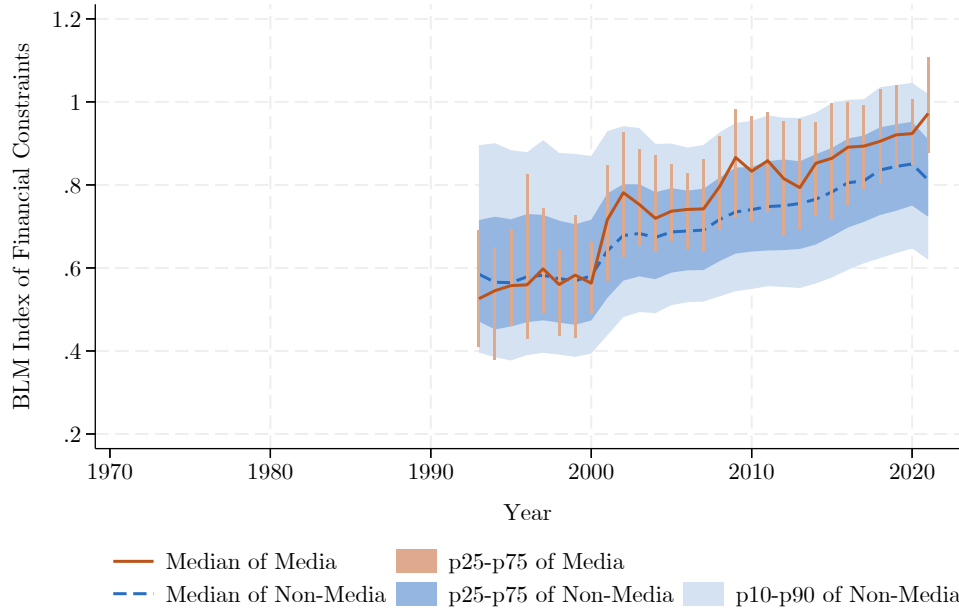 BLM Index of Financial Constraints
1.2
1
.8
.6
.4
.2
1970
1980
1990
2000
2010
2020
Year
Median of Media
p25-p75 of Media
Median of Non-Media
p25-p75 of Non-Media
p10-p90 of Non-Media